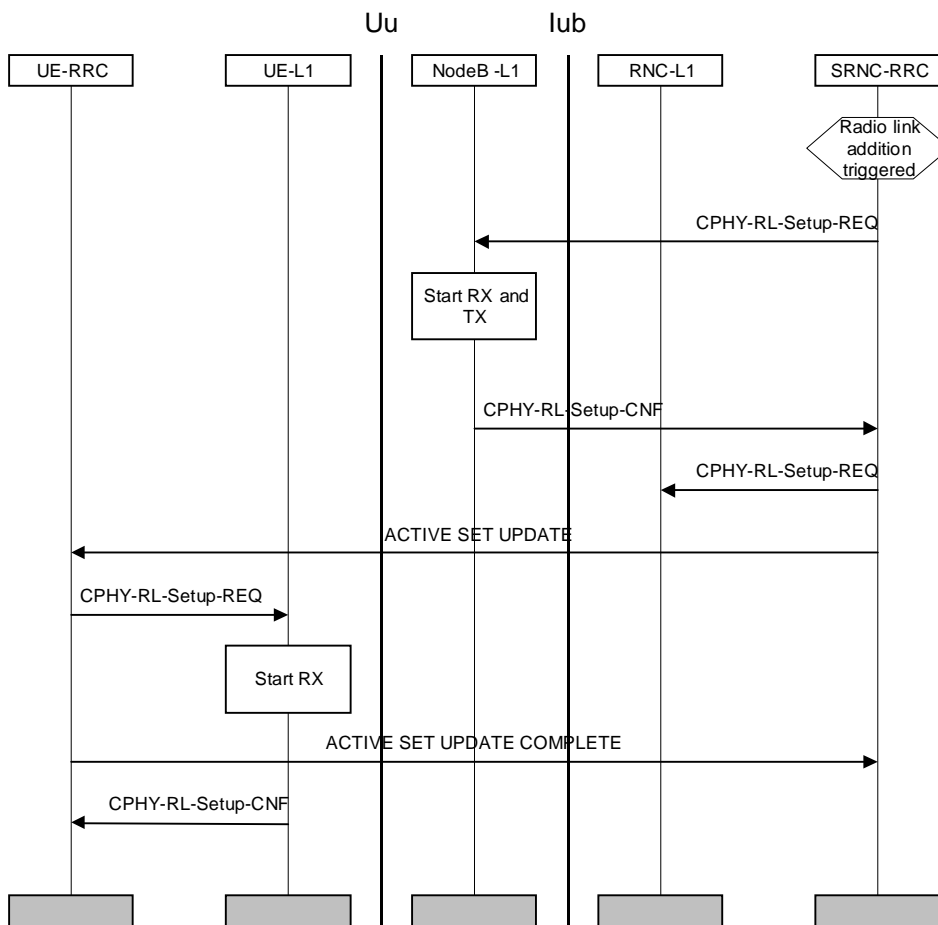 Uu
Iub
UE-RRC
UE-L1
NodeB -L1
RNC-L1
SRNC-RRC
Radio link
addition
triggered
CPHY-RL-Setup-REQ
Start RX and
TX
CPHY-RL-Setup-CNF
CPHY-RL-Setup-REQ
ACTIVE SET UPDATE
CPHY-RL-Setup-REQ
Start RX
ACTIVE SET UPDATE COMPLETE
CPHY-RL-Setup-CNF